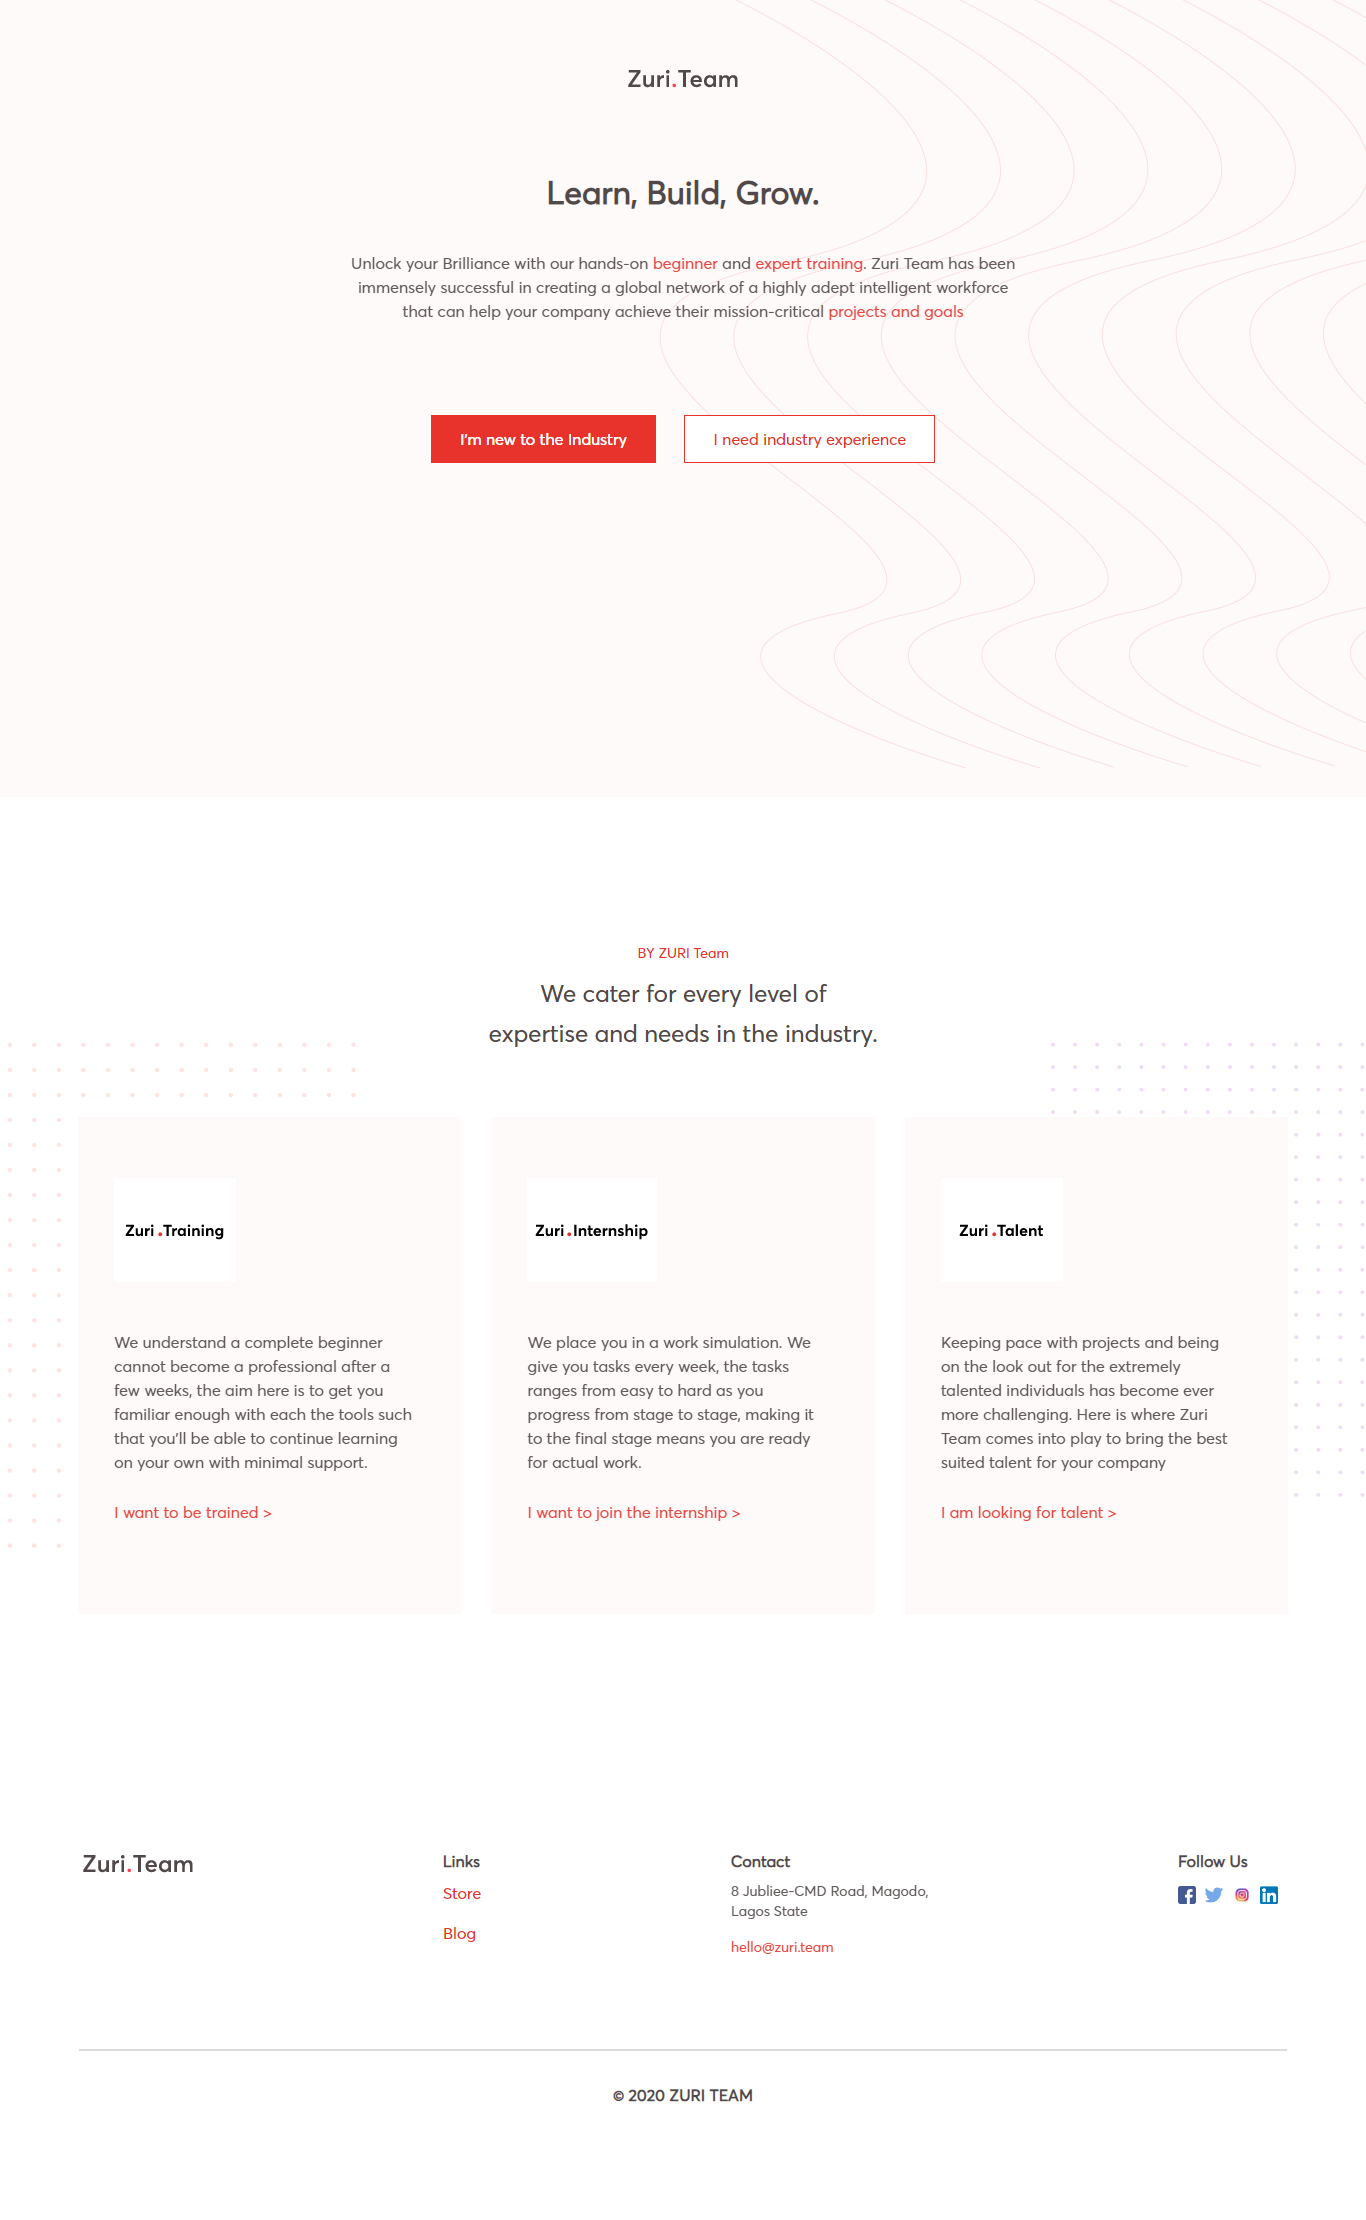 Zuri.Team
Learn, Build, Grow.
Unlock your Brilliance with our hands-on beginner and expert training. Zuri Team has been
immensely successful in creating a global network of a highly adept intelligent workforce
that can help your company achieve their mission-critical projects and goals
I'm new to the Industry
I need industry experience
BY ZURI Team
We cater for every level of
expertise and needs in the industry.
Zuri.Training
We understand a complete beginner
cannot become a professional after a
few weeks, the aim here is to get you
familiar enough with each the tools such
that you'll be able to continue learning
on your own with minimal support.
I want to be trained >
Zuri.Internship
We place you in a work simulation. We
give you tasks every week, the tasks
ranges from easy to hard as you
progress from stage to stage, making it
to the final stage means you are ready
for actual work.
I want to join the internship >
Zuri.Talent
Keeping pace with projects and being
on the look out for the extremely
talented individuals has become ever
more challenging. Here is where Zuri
Team comes into play to bring the best
suited talent for your company
I am looking for talent >
Zuri.Team
Links
Store
Blog
Contact
8 Jubliee-CMD Road, Magodo,
Lagos State
hello@zuri.team
Follow Us
© 2020 ZURI TEAM